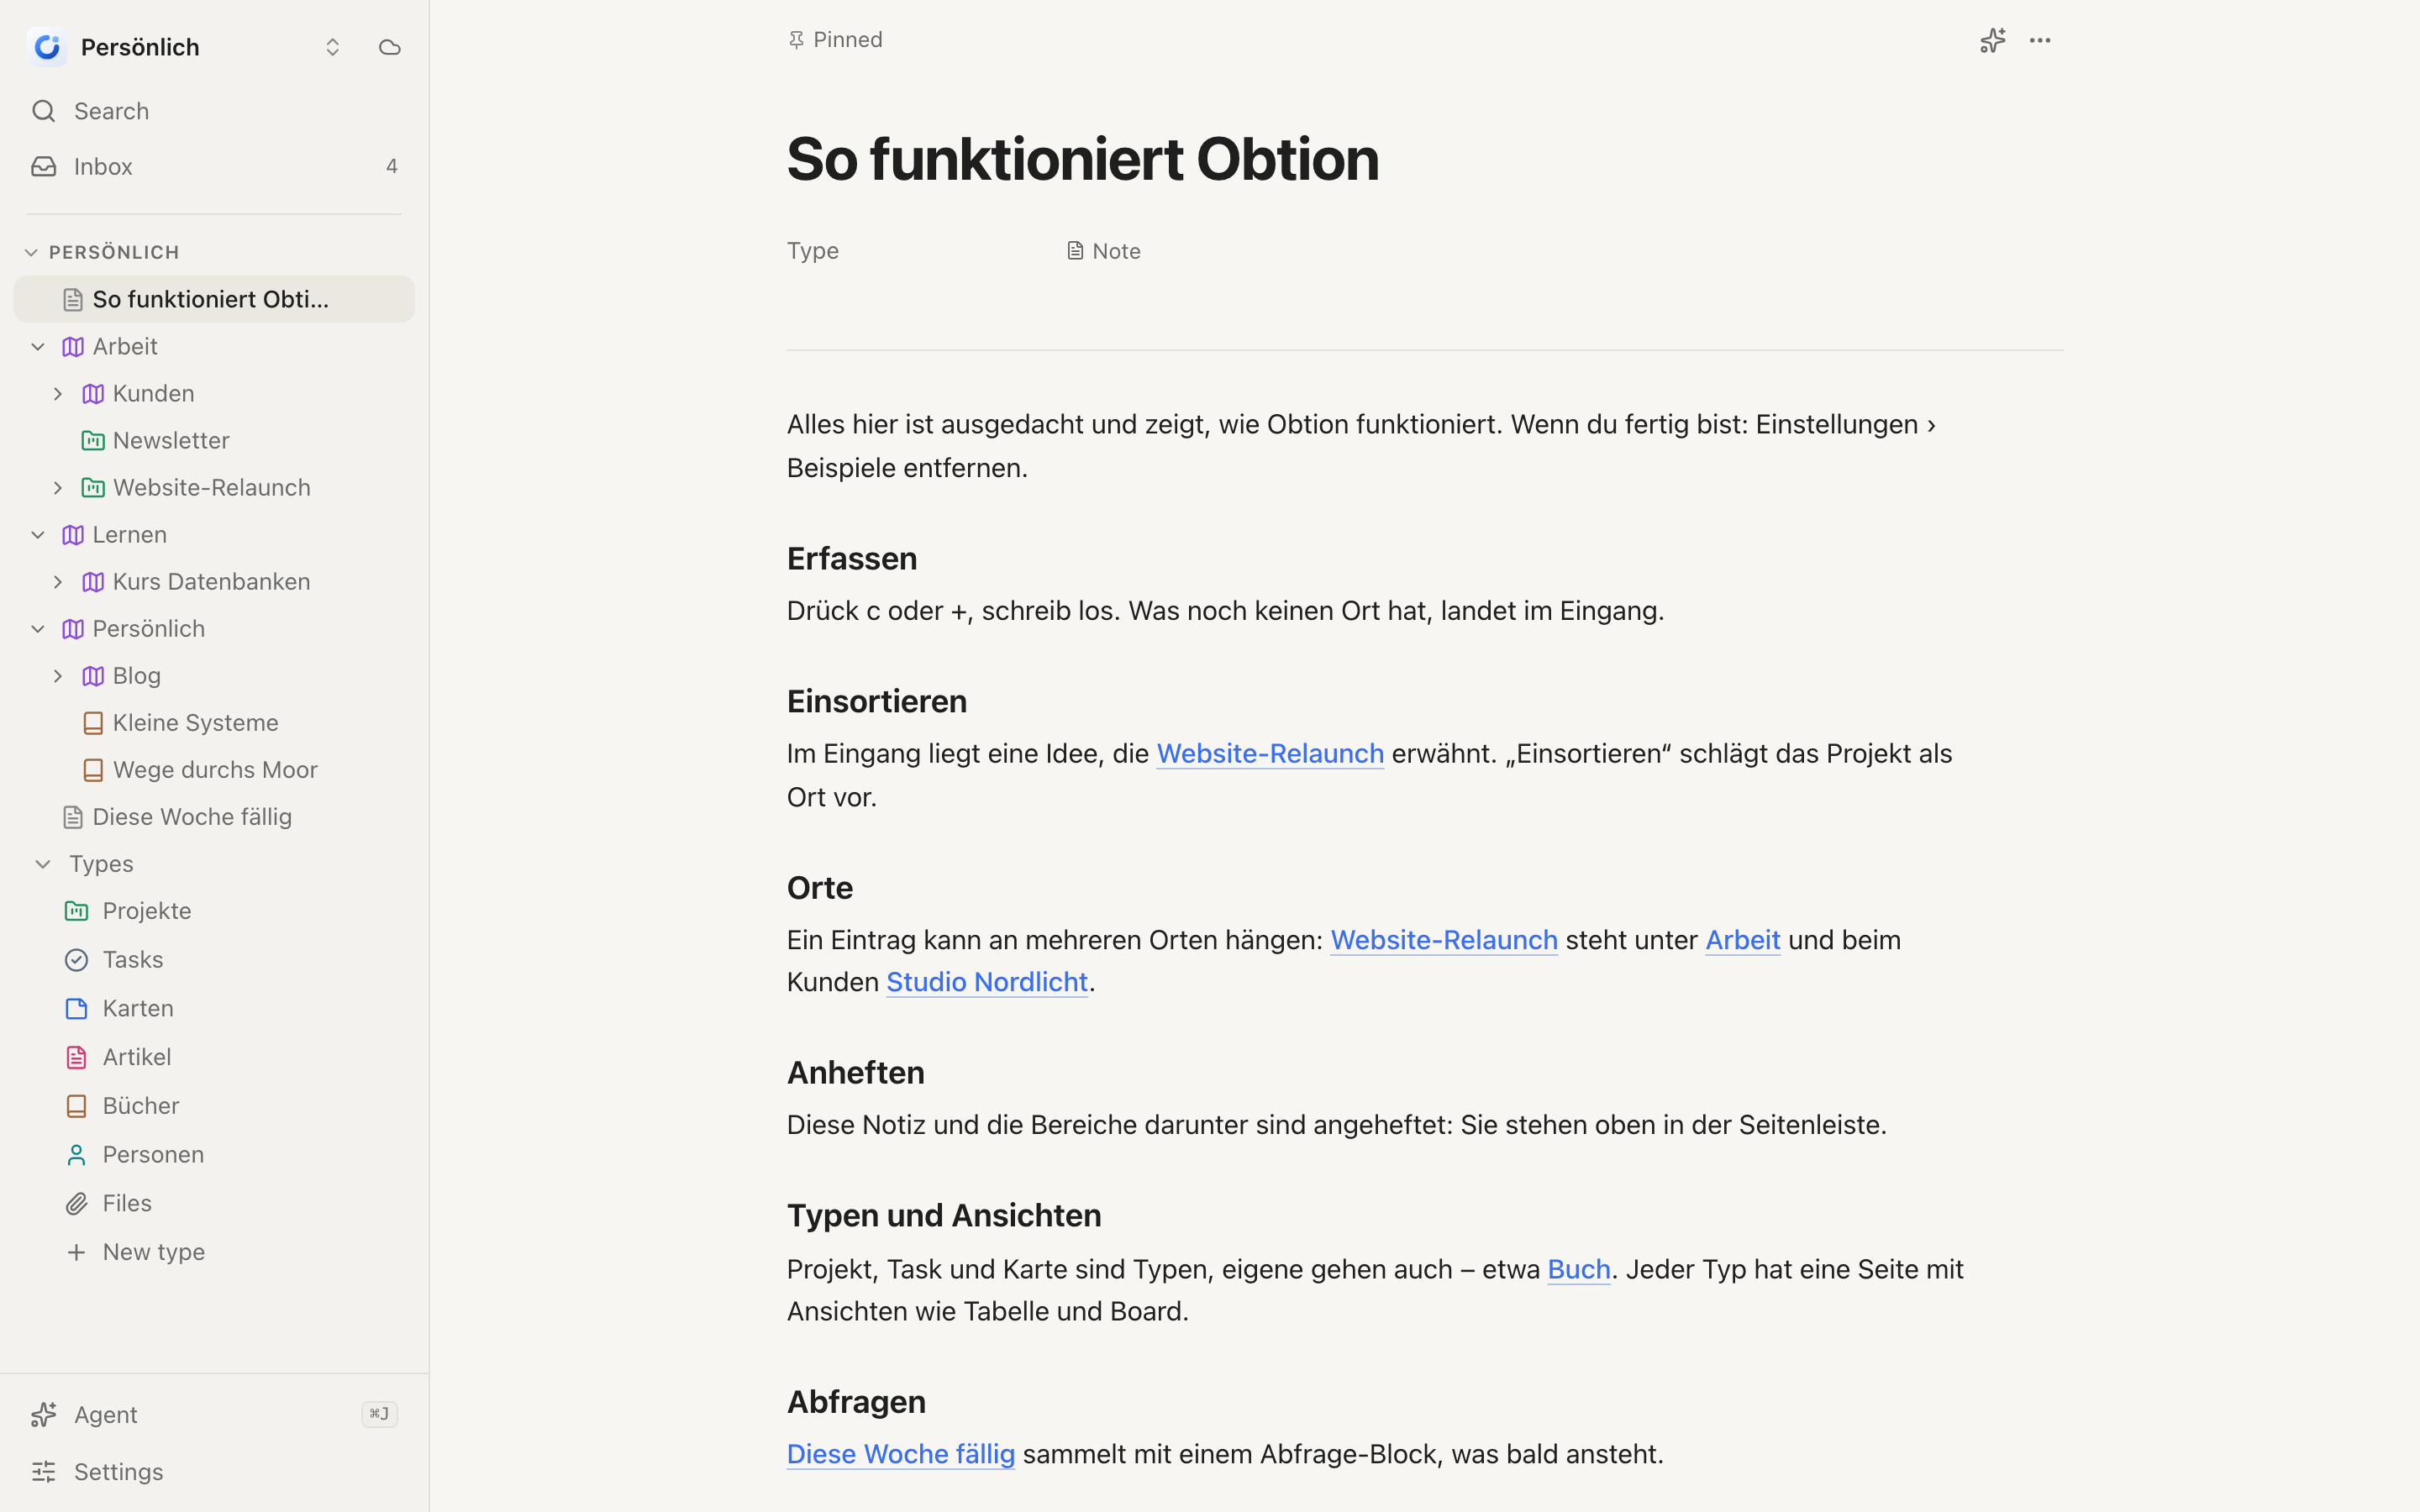 Persönlich
Search
Inbox 4
PERSÖNLICH
So funktioniert Obti...
Arbeit
Kunden
Newsletter
Website-Relaunch
Lernen
Kurs Datenbanken
Persönlich
Blog
Kleine Systeme
Wege durchs Moor
Diese Woche fällig
Types
Projekte
Tasks
Karten
Artikel
Bücher
Personen
Files
New type
Agent ⌘J
Settings
Pinned
So funktioniert Obtion
Type Note
Alles hier ist ausgedacht und zeigt, wie Obtion funktioniert. Wenn du fertig bist: Einstellungen ›
Beispiele entfernen.
Erfassen
Drück c oder +, schreib los. Was noch keinen Ort hat, landet im Eingang.
Einsortieren
Im Eingang liegt eine Idee, die Website-Relaunch erwähnt. „Einsortieren“ schlägt das Projekt als
Ort vor.
Orte
Ein Eintrag kann an mehreren Orten hängen: Website-Relaunch steht unter Arbeit und beim
Kunden Studio Nordlicht.
Anheften
Diese Notiz und die Bereiche darunter sind angeheftet: Sie stehen oben in der Seitenleiste.
Typen und Ansichten
Projekt, Task und Karte sind Typen, eigene gehen auch – etwa Buch. Jeder Typ hat eine Seite mit
Ansichten wie Tabelle und Board.
Abfragen
Diese Woche fällig sammelt mit einem Abfrage-Block, was bald ansteht.